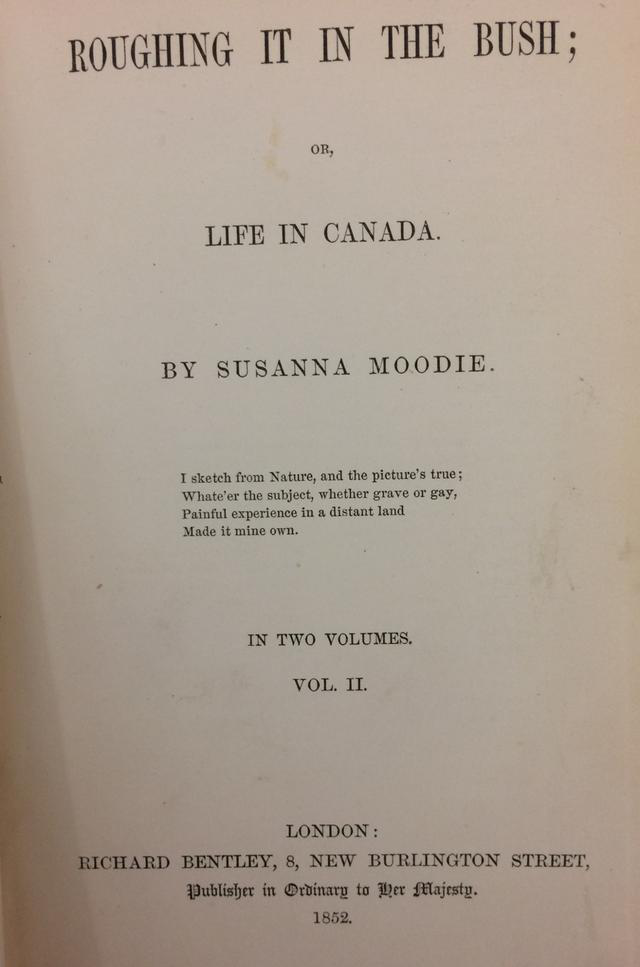 ROUGHING IT IN THE BUSH;
OR,
LIFE IN CANADA.
BY SUSANNA MOODIE.
I sketch from Nature, and the picture's true;
Whate'er the subject, whether grave or gay,
Painful experience in a distant land
Made it mine own.
IN TWO VOLUMES.
VOL. II.
LONDON:
RICHARD BENTLEY, 8, NEW BURLINGTON STREET,
Publisher in Ordinary to Her Majesty.
1852.